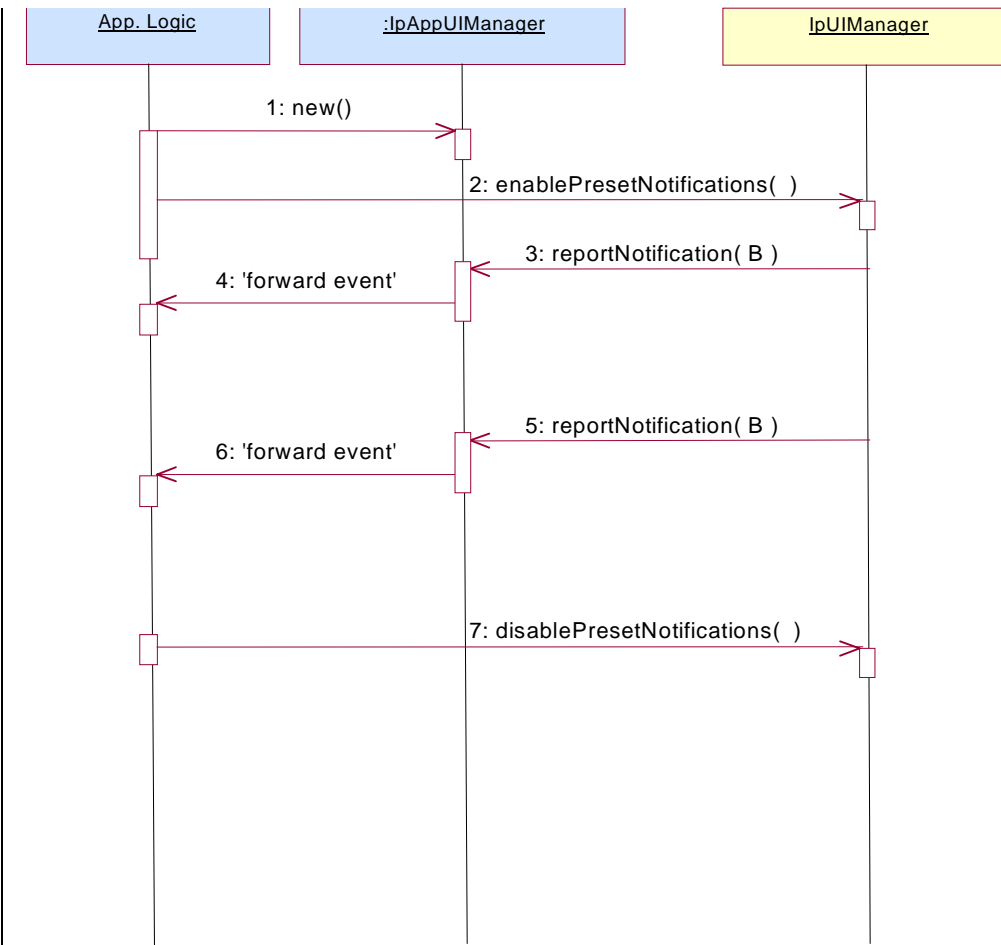 App. Logic
:IpAppUIManager
IpUIManager
1: new()
2: enablePresetNotifications(  )
3: reportNotification( B )
4: 'forward event'
5: reportNotification( B )
6: 'forward event'
7: disablePresetNotifications(  )